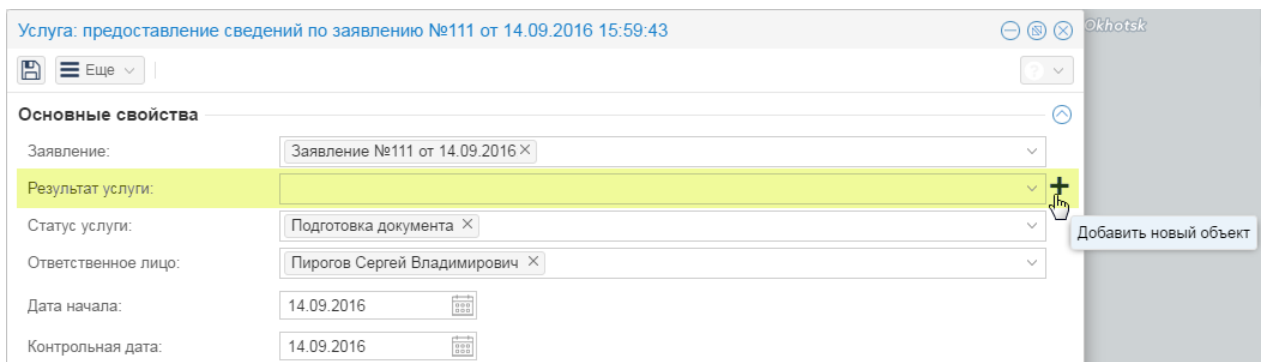 Услуга: предоставление сведений по заявлению №111 от 14.09.2016 15:59:43
Okhotsk
Еще
Основные свойства
Заявление: Заявление №111 от 14.09.2016
Результат услуги:
Статус услуги: Подготовка документа
Добавить новый объект
Ответственное лицо: Пирогов Сергей Владимирович
Дата начала: 14.09.2016
Контрольная дата: 14.09.2016